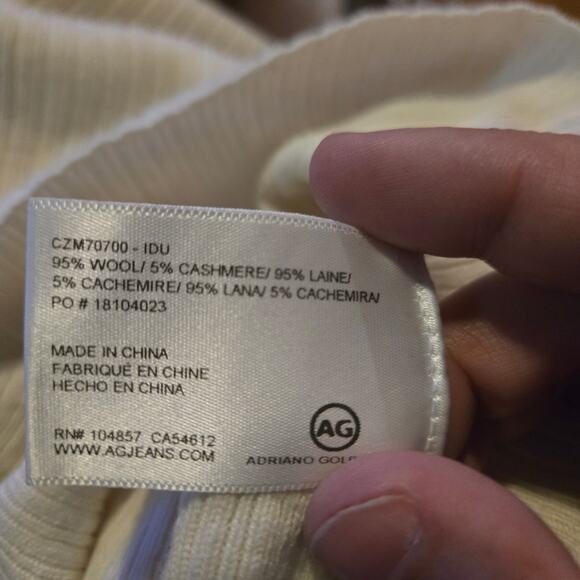 CZM70700 - IDU
95% WOOL/ 5% CASHMERE/ 95% LAINE/
5% CACHEMIRE/ 95% LANA/ 5% CACHEMIRA/
PO # 18104023
MADE IN CHINA
FABRIQUÉ EN CHINE
HECHO EN CHINA
RN# 104857 CA54612
WWW.AGJEANS.COM
AG
ADRIANO